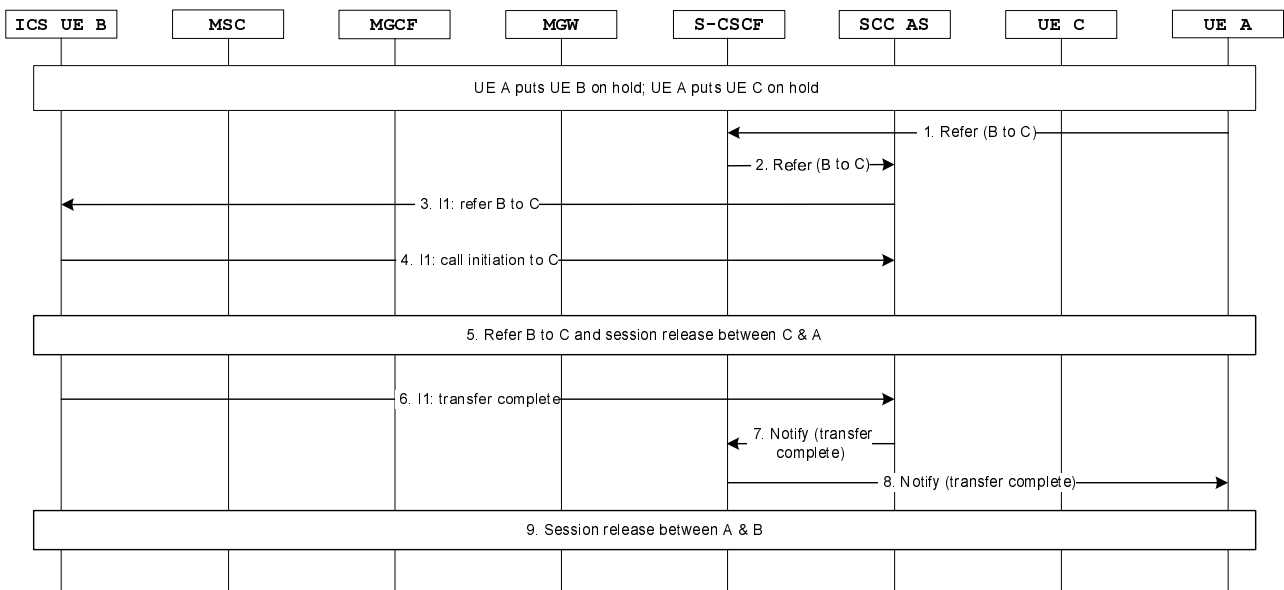 ICS UE B MSC MGCF MGW S-CSCF SCC AS UE C UE A
UE A puts UE B on hold; UE A puts UE C on hold
1. Refer (B to C)
2. Refer (B to C)
3. I1: refer B to C
4. I1: call initiation to C
5. Refer B to C and session release between C & A
6. I1: transfer complete
7. Notify (transfer
complete)
8. Notify (transfer complete)
9. Session release between A & B